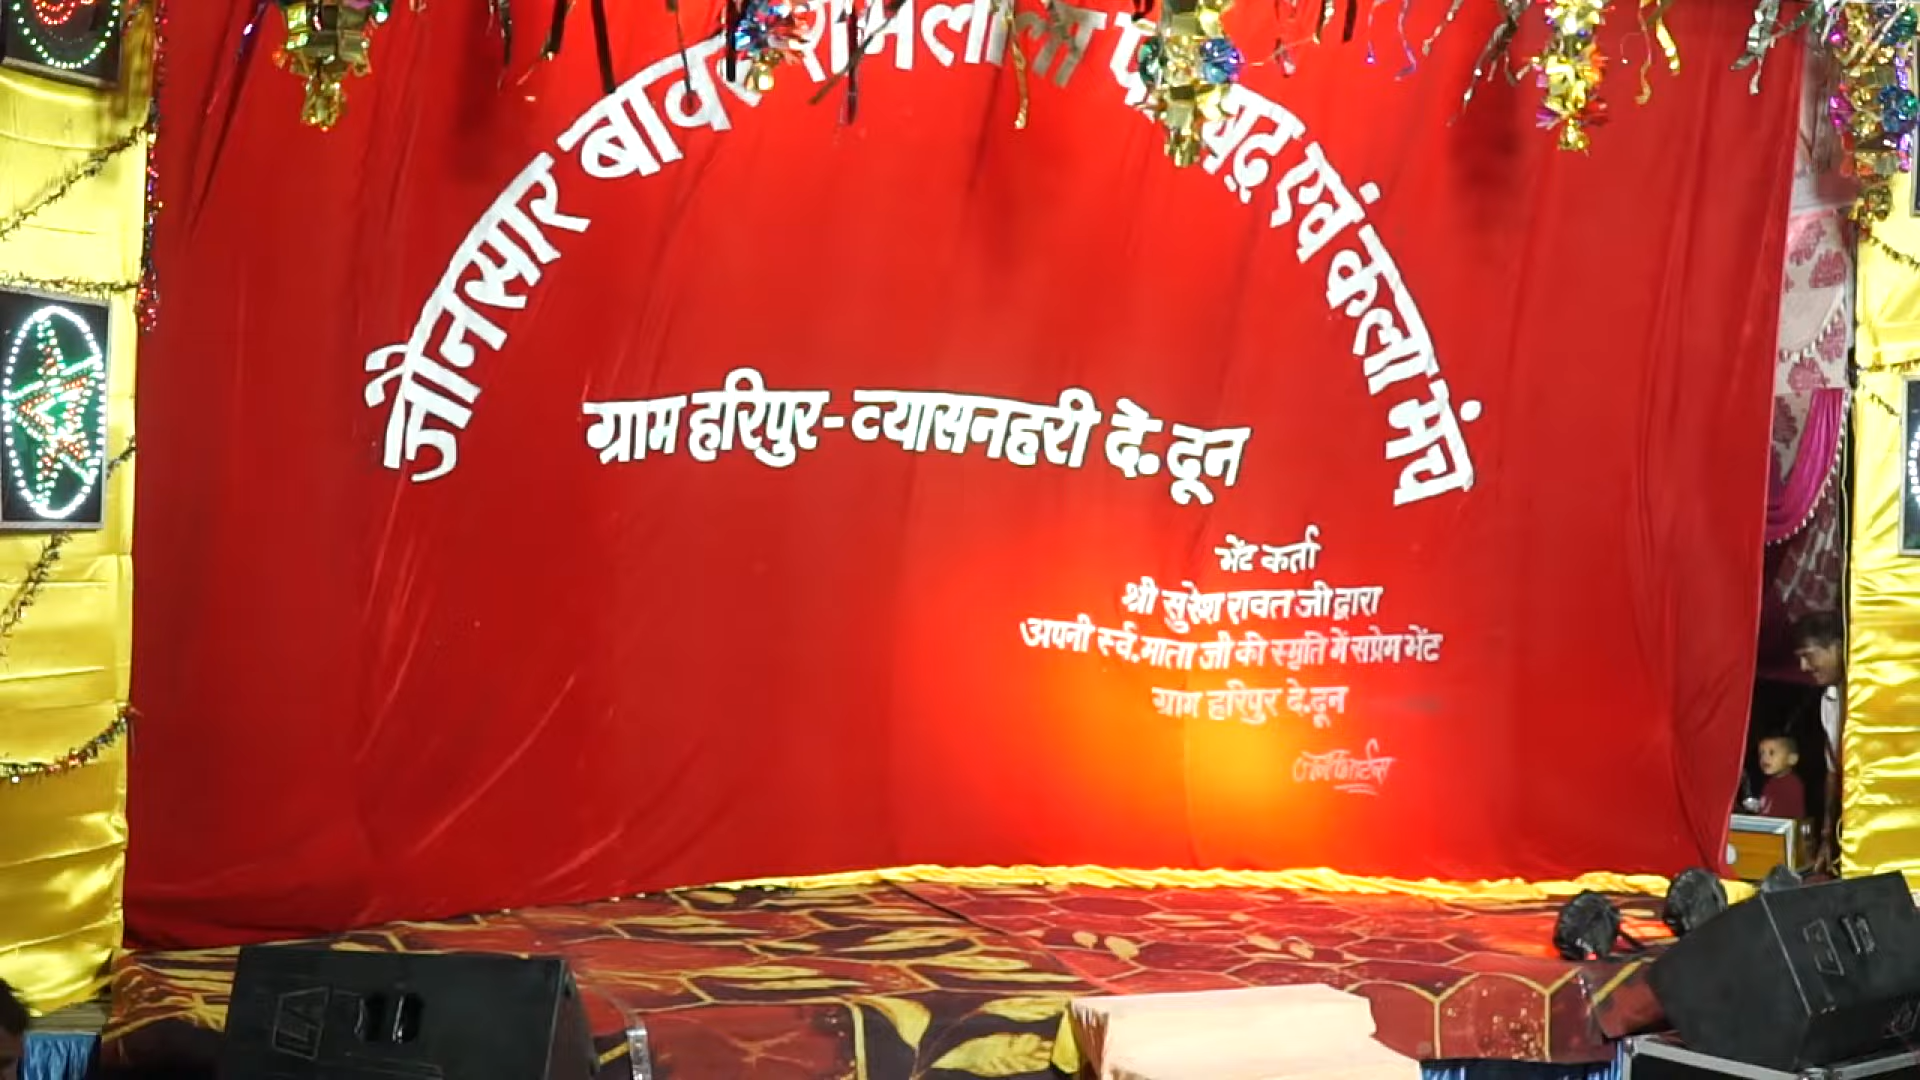 जौनसार बावर रामलीला एवं कला मंच
ग्राम हरिपुर-व्यासनहरी दे.दून
भेंट कर्ता
श्री सुरेश रावत जी द्वारा
अपनी स्व.माता जी की स्मृति में सप्रेम भेंट
ग्राम हरिपुर दे.दून